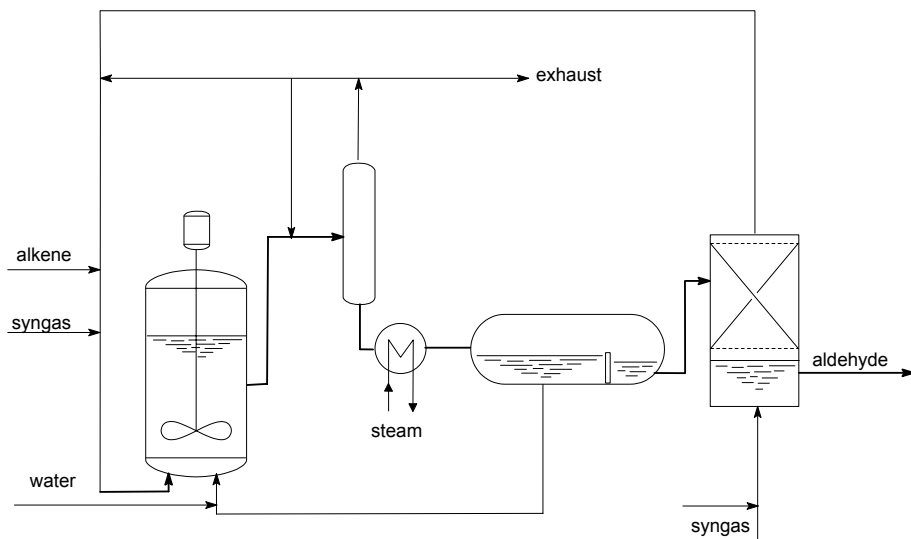 exhaust
alkene
syngas
aldehyde
steam
water
syngas